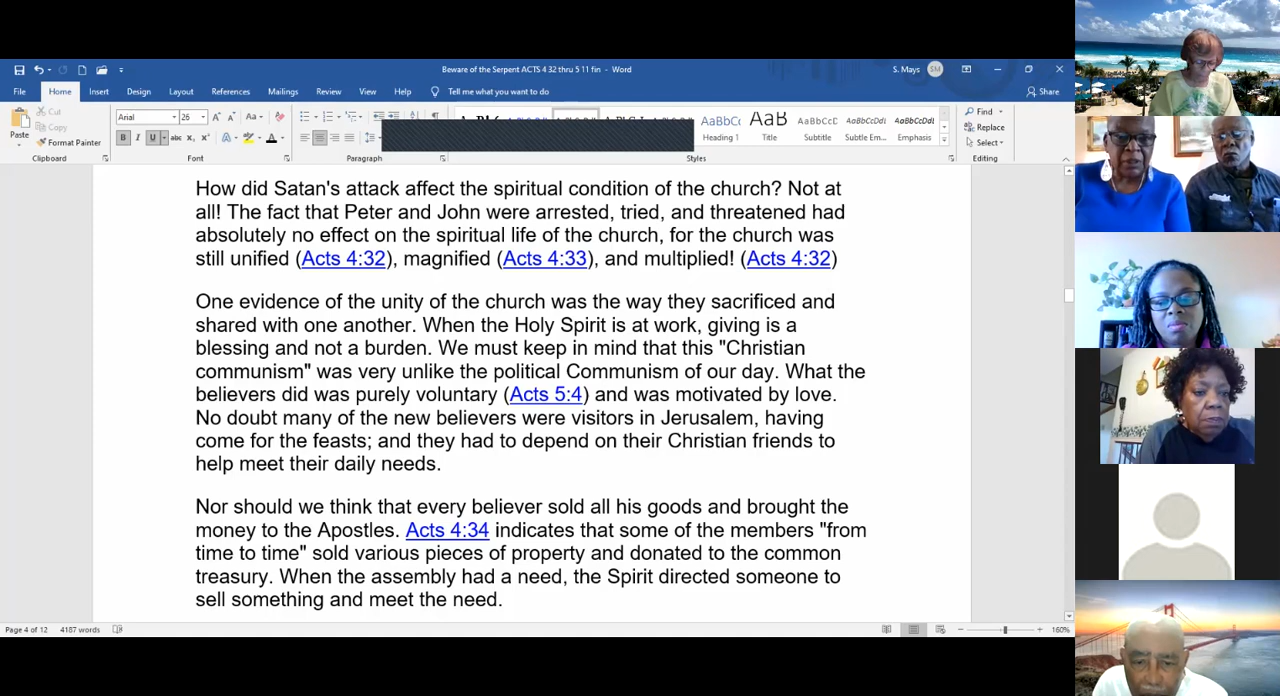 Beware of the Serpent ACTS 4 32 thru 5 11 fin - Word
S. Mays SM
File Home Insert Design Layout References Mailings Review View Help Tell me what you want to do Share
Paste
Cut
Copy
Format Painter
Clipboard
Arial 26
Font
Paragraph
AaBbCc AaB AaBbCcD AaBbCcDdI AaBbCcDdI
Heading 1 Title Subtitle Subtle Em... Emphasis
Styles
Find
Replace
Select
Editing
How did Satan's attack affect the spiritual condition of the church? Not at
all! The fact that Peter and John were arrested, tried, and threatened had
absolutely no effect on the spiritual life of the church, for the church was
still unified (Acts 4:32), magnified (Acts 4:33), and multiplied! (Acts 4:32)
One evidence of the unity of the church was the way they sacrificed and
shared with one another. When the Holy Spirit is at work, giving is a
blessing and not a burden. We must keep in mind that this "Christian
communism" was very unlike the political Communism of our day. What the
believers did was purely voluntary (Acts 5:4) and was motivated by love.
No doubt many of the new believers were visitors in Jerusalem, having
come for the feasts; and they had to depend on their Christian friends to
help meet their daily needs.
Nor should we think that every believer sold all his goods and brought the
money to the Apostles. Acts 4:34 indicates that some of the members "from
time to time" sold various pieces of property and donated to the common
treasury. When the assembly had a need, the Spirit directed someone to
sell something and meet the need.
Page 4 of 12 4187 words 160%